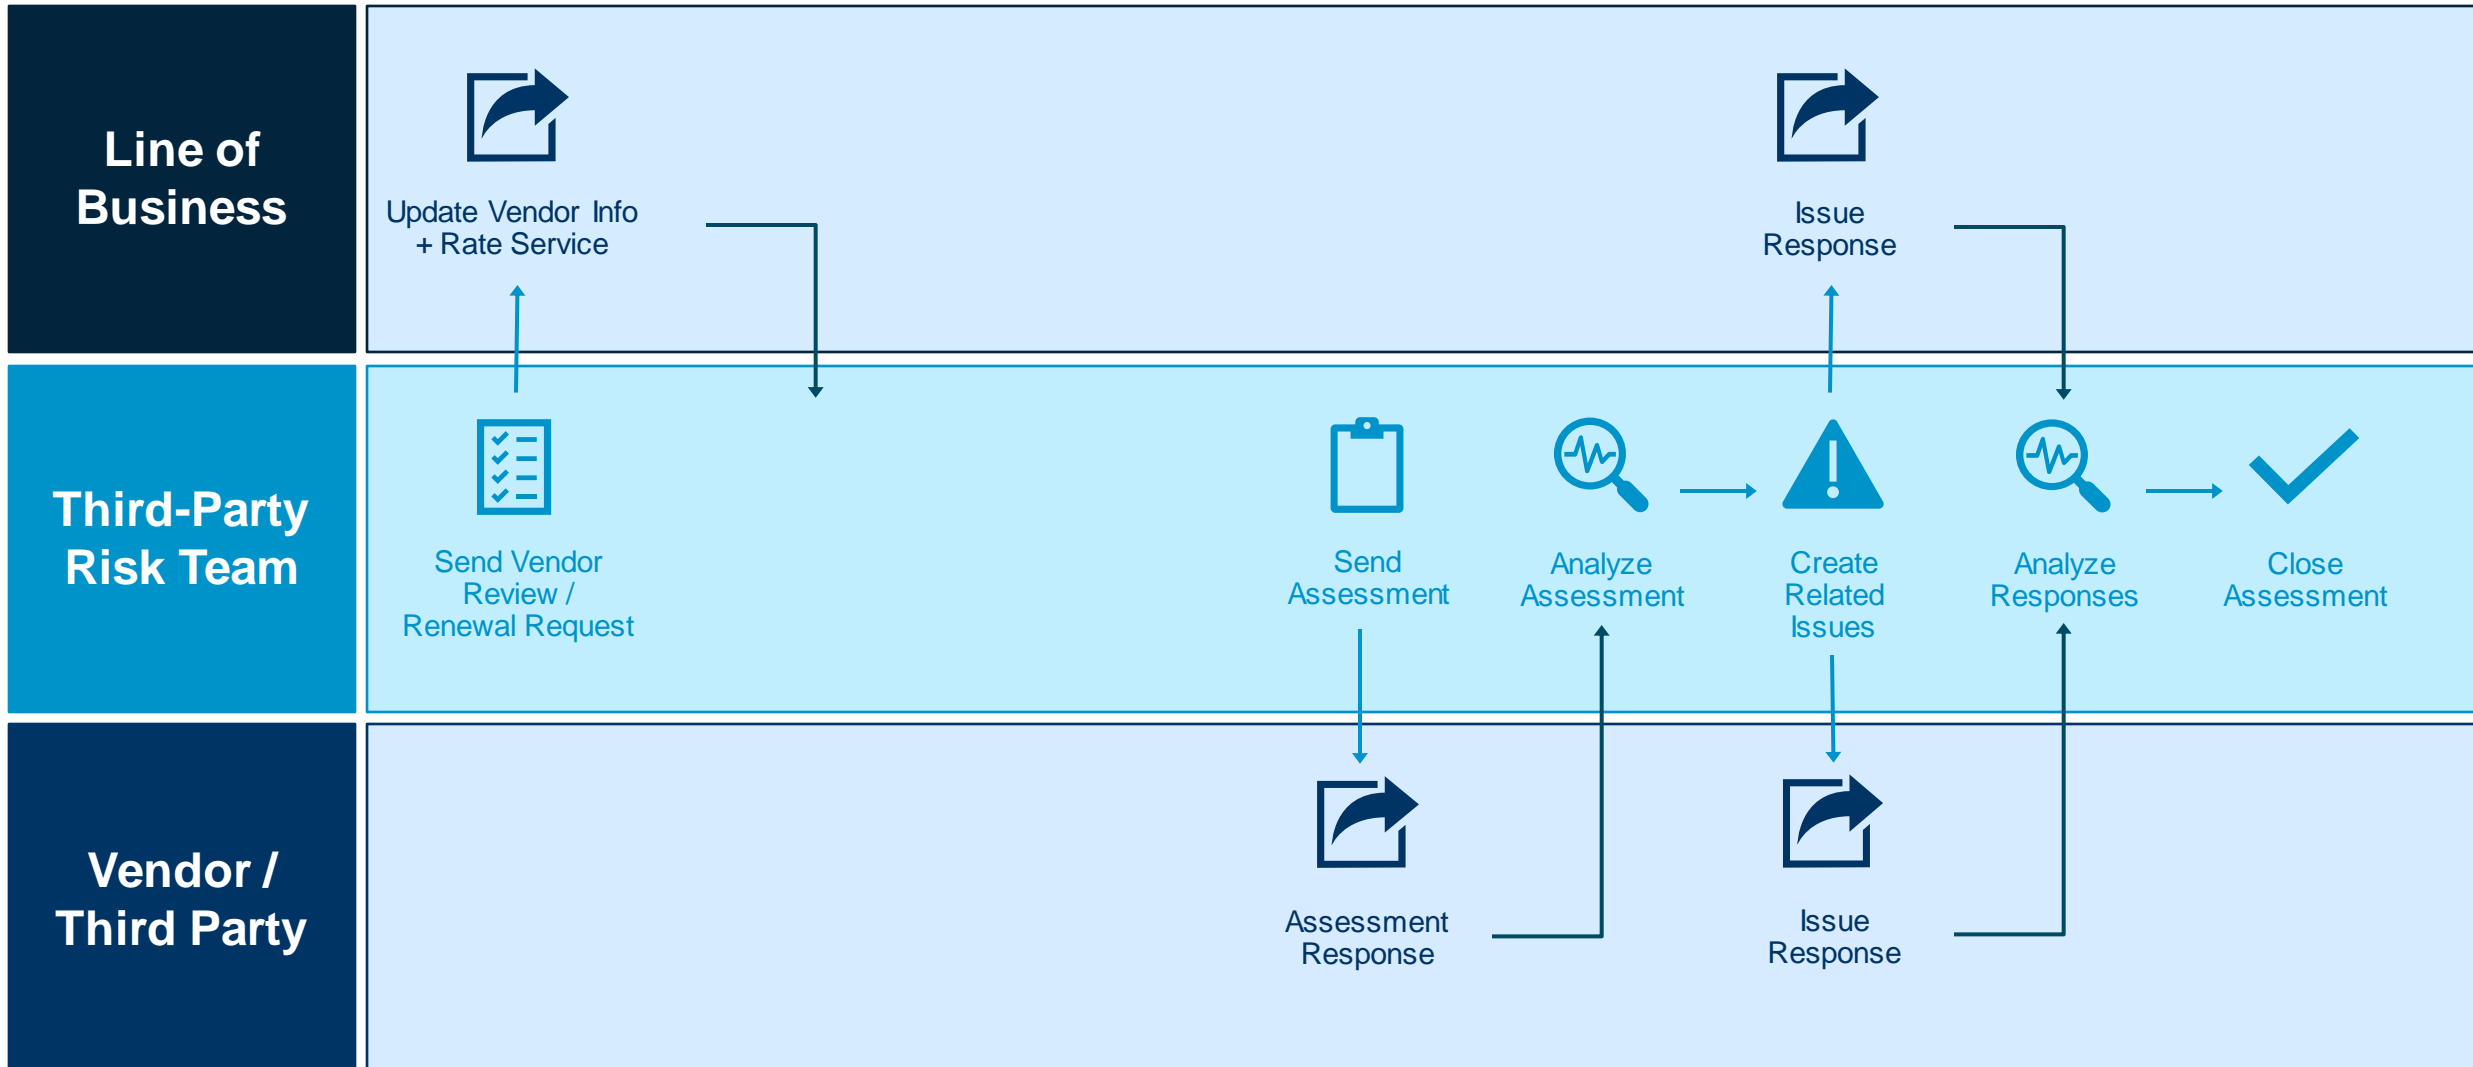 Line of
Business
Update Vendor Info
+ Rate Service
Issue
Response
Third-Party
Risk Team
Send Vendor
Review /
Renewal Request
Send
Assessment
Analyze
Assessment
Create
Related
Issues
Analyze
Responses
Close
Assessment
Vendor /
Third Party
Assessment
Response
Issue
Response